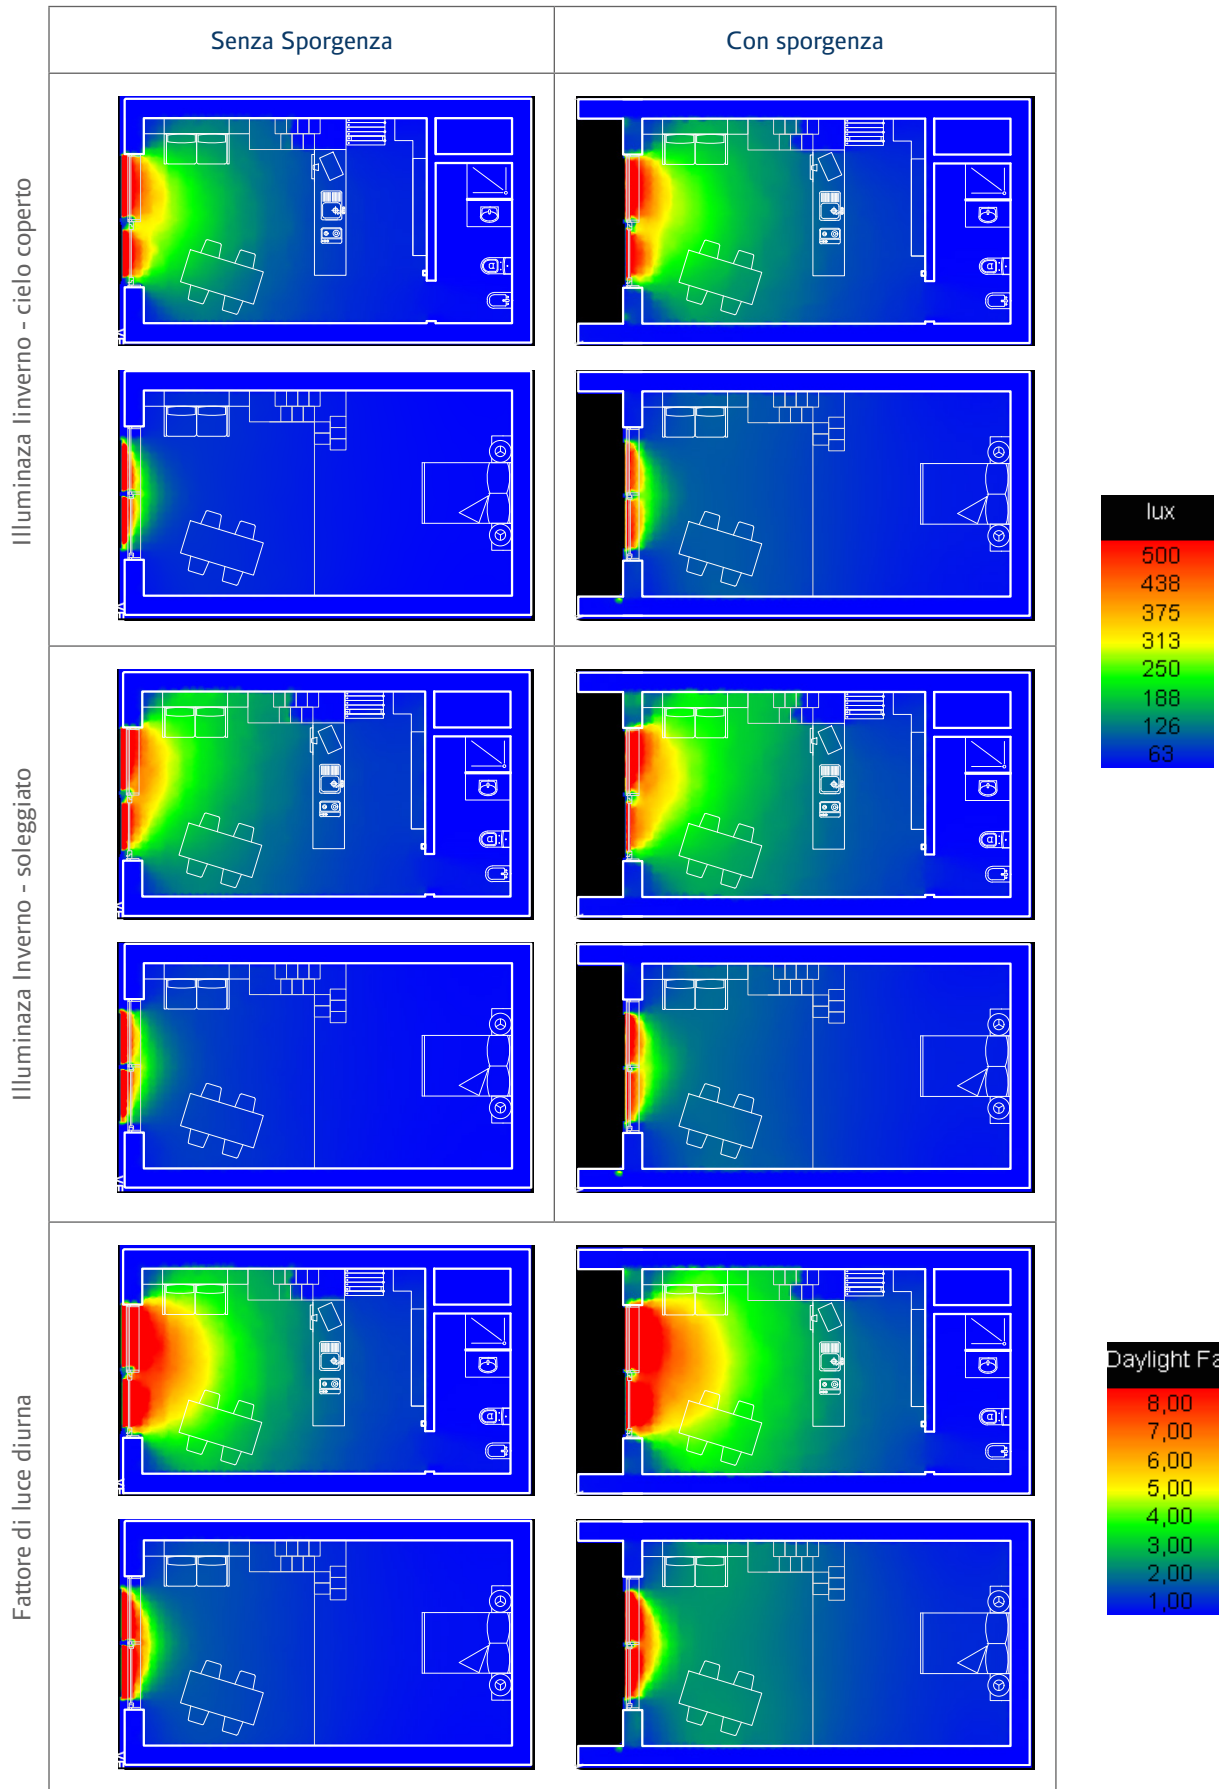 Senza Sporgenza
Con sporgenza
Illuminaza Iinverno - cielo coperto
Illuminaza Inverno - soleggiato
Fattore di luce diurna
lux
500
438
375
313
250
188
126
63
Daylight Fa
8,00
7,00
6,00
5,00
4,00
3,00
2,00
1,00